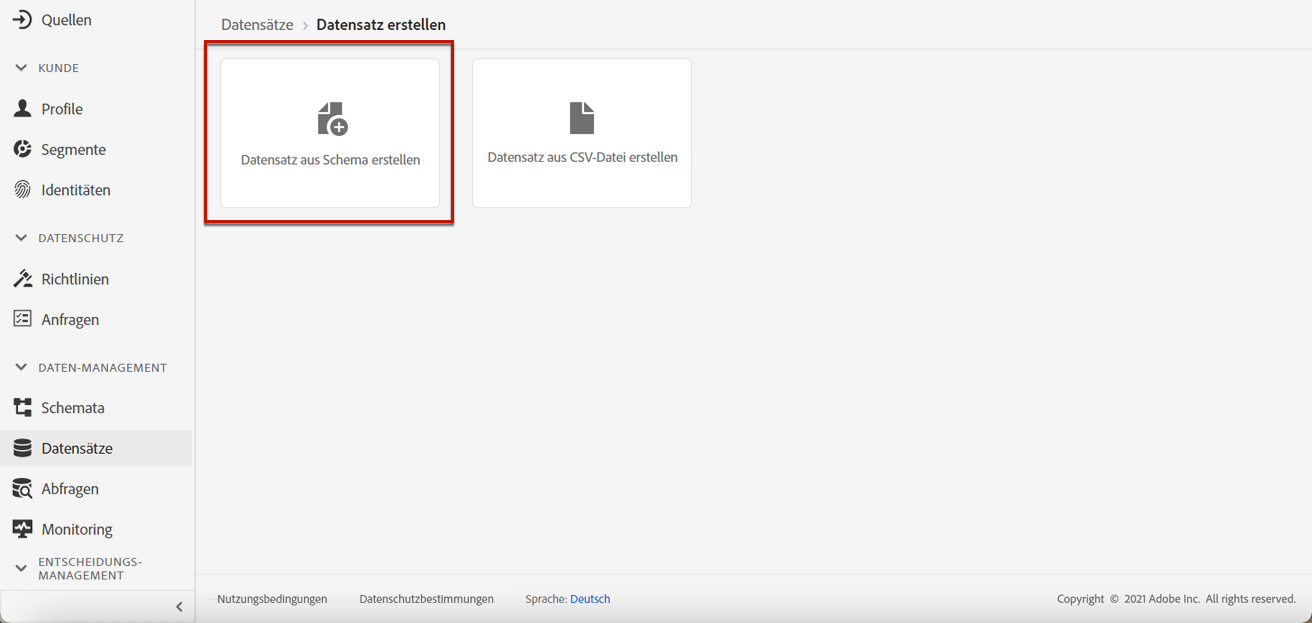 Quellen
KUNDE
Profile
Segmente
Identitäten
DATENSCHUTZ
Richtlinien
Anfragen
DATEN-MANAGEMENT
Schemata
Datensätze
Abfragen
Monitoring
ENTSCHEIDUNGS-
MANAGEMENT
Datensätze › Datensatz erstellen
Datensatz aus Schema erstellen
Datensatz aus CSV-Datei erstellen
Nutzungsbedingungen Datenschutzbestimmungen Sprache: Deutsch Copyright © 2021 Adobe Inc. All rights reserved.